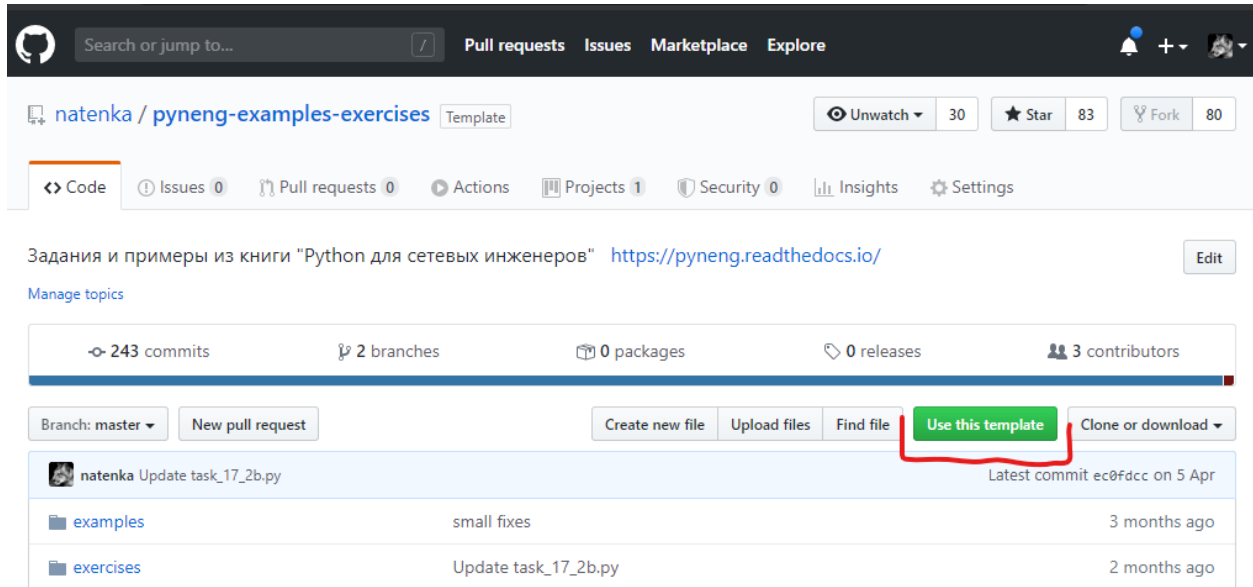 Search or jump to... / Pull requests Issues Marketplace Explore
natenka / pyneng-examples-exercises Template Unwatch 30 Star 83 Fork 80
Code Issues 0 Pull requests 0 Actions Projects 1 Security 0 Insights Settings
Задания и примеры из книги "Python для сетевых инженеров" https://pyneng.readthedocs.io/ Edit
Manage topics
243 commits 2 branches 0 packages 0 releases 3 contributors
Branch: master New pull request Create new file Upload files Find file Use this template Clone or download
natenka Update task_17_2b.py Latest commit ec0fdcc on 5 Apr
examples small fixes 3 months ago
exercises Update task_17_2b.py 2 months ago